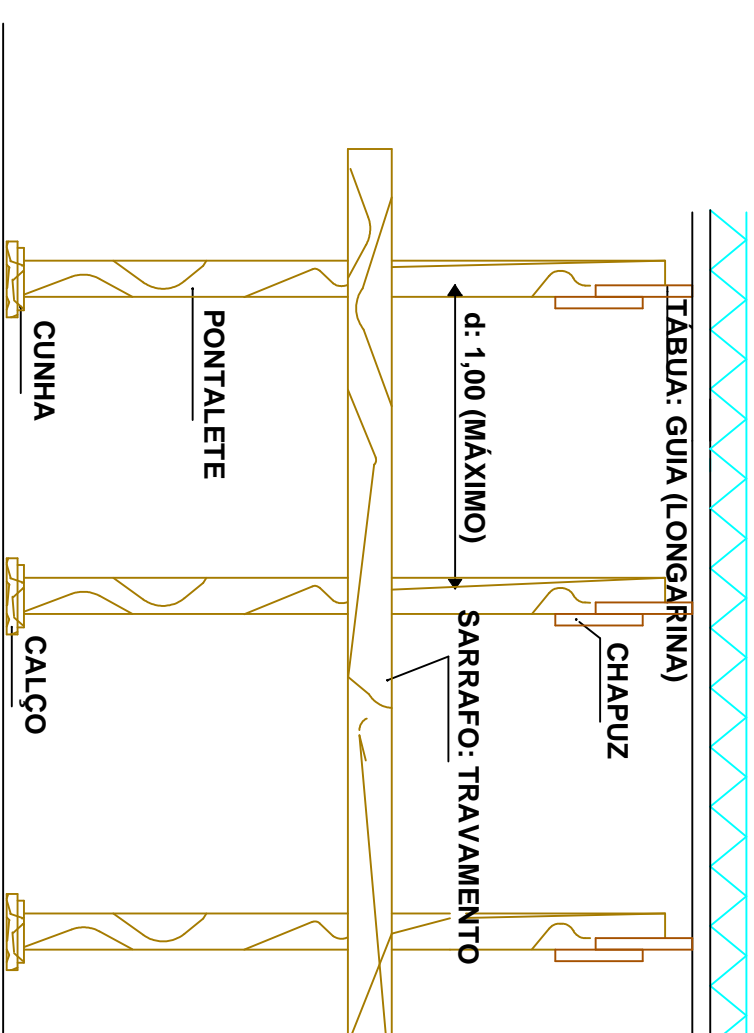 TÁBUA: GUIA (LONGARINA)
CHAPUZ
d: 1,00 (MÁXIMO)
SARRAFO: TRAVAMENTO
PONTALETE
CUNHA
CALÇO